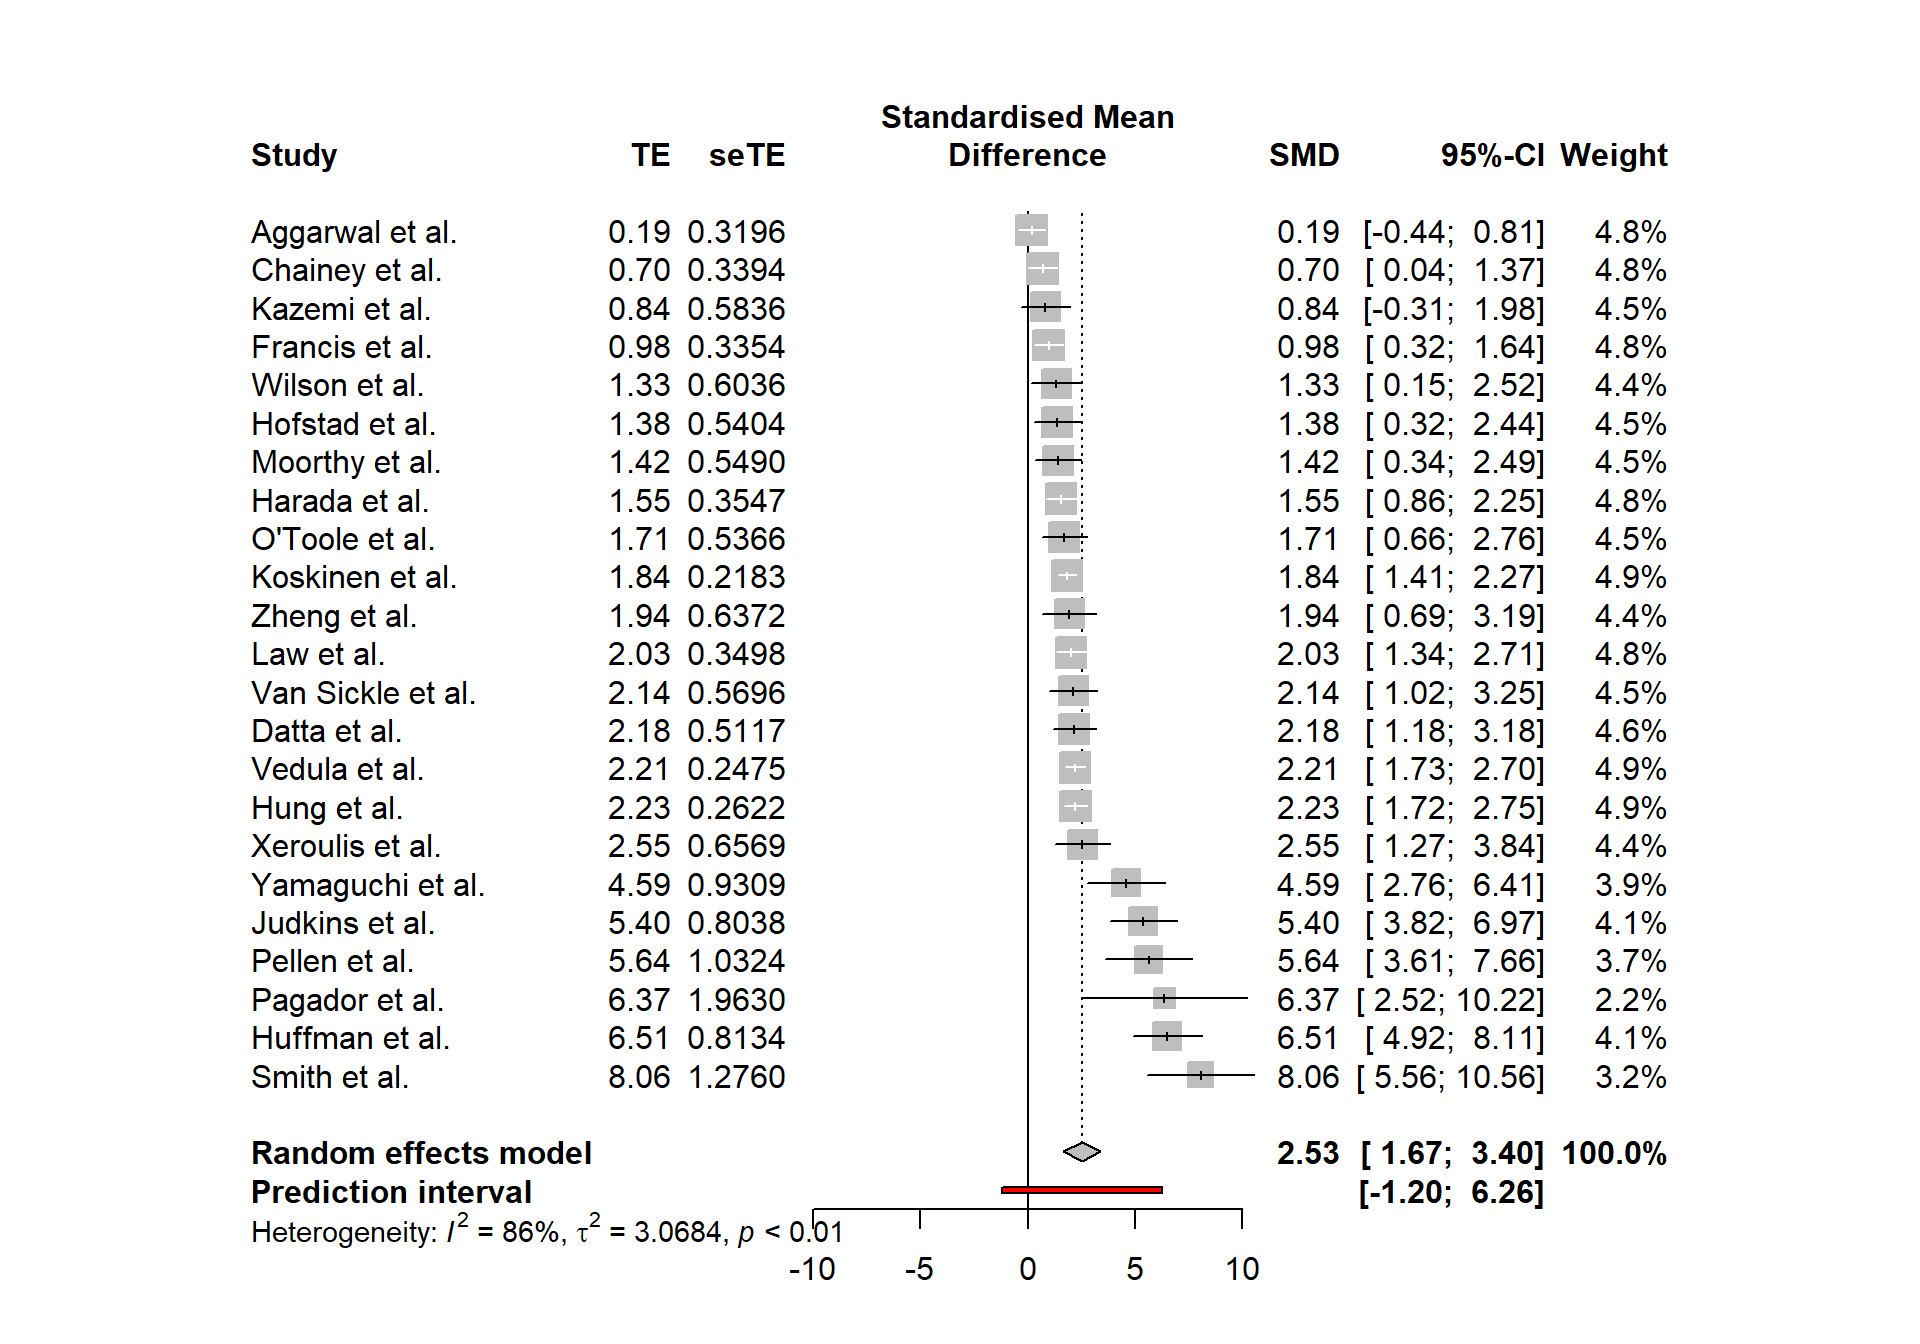 Standardised Mean
Study TE seTE Difference SMD 95%-CI Weight
Aggarwal et al. 0.19 0.3196 0.19 [-0.44; 0.81] 4.8%
Chainey et al. 0.70 0.3394 0.70 [ 0.04; 1.37] 4.8%
Kazemi et al. 0.84 0.5836 0.84 [-0.31; 1.98] 4.5%
Francis et al. 0.98 0.3354 0.98 [ 0.32; 1.64] 4.8%
Wilson et al. 1.33 0.6036 1.33 [ 0.15; 2.52] 4.4%
Hofstad et al. 1.38 0.5404 1.38 [ 0.32; 2.44] 4.5%
Moorthy et al. 1.42 0.5490 1.42 [ 0.34; 2.49] 4.5%
Harada et al. 1.55 0.3547 1.55 [ 0.86; 2.25] 4.8%
O'Toole et al. 1.71 0.5366 1.71 [ 0.66; 2.76] 4.5%
Koskinen et al. 1.84 0.2183 1.84 [ 1.41; 2.27] 4.9%
Zheng et al. 1.94 0.6372 1.94 [ 0.69; 3.19] 4.4%
Law et al. 2.03 0.3498 2.03 [ 1.34; 2.71] 4.8%
Van Sickle et al. 2.14 0.5696 2.14 [ 1.02; 3.25] 4.5%
Datta et al. 2.18 0.5117 2.18 [ 1.18; 3.18] 4.6%
Vedula et al. 2.21 0.2475 2.21 [ 1.73; 2.70] 4.9%
Hung et al. 2.23 0.2622 2.23 [ 1.72; 2.75] 4.9%
Xeroulis et al. 2.55 0.6569 2.55 [ 1.27; 3.84] 4.4%
Yamaguchi et al. 4.59 0.9309 4.59 [ 2.76; 6.41] 3.9%
Judkins et al. 5.40 0.8038 5.40 [ 3.82; 6.97] 4.1%
Pellen et al. 5.64 1.0324 5.64 [ 3.61; 7.66] 3.7%
Pagador et al. 6.37 1.9630 6.37 [ 2.52; 10.22] 2.2%
Huffman et al. 6.51 0.8134 6.51 [ 4.92; 8.11] 4.1%
Smith et al. 8.06 1.2760 8.06 [ 5.56; 10.56] 3.2%
Random effects model 2.53 [ 1.67; 3.40] 100.0%
Prediction interval [-1.20; 6.26]
Heterogeneity: I² = 86%, τ² = 3.0684, p < 0.01
-10 -5 0 5 10